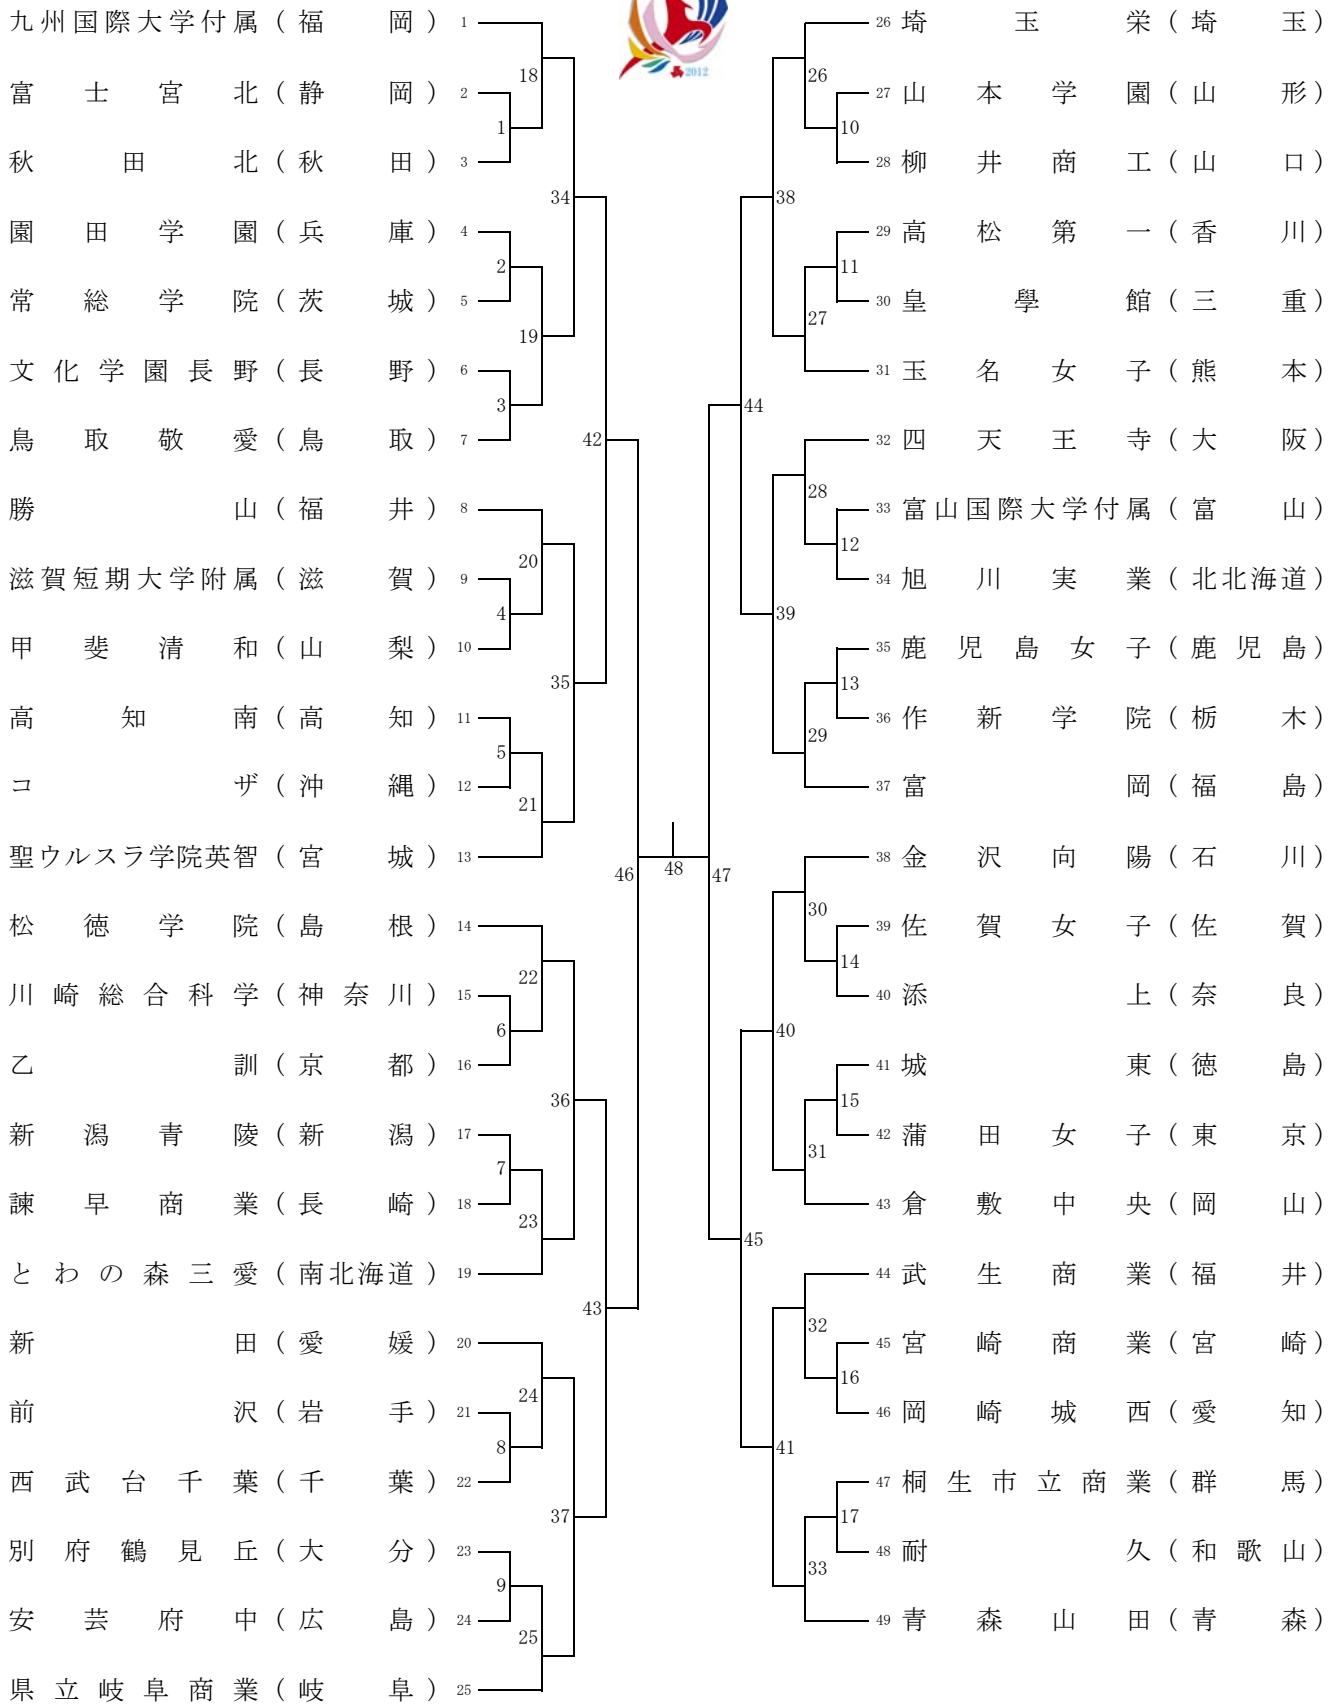 2012
九州国際大学付属（福岡） 1
富士宮北（静岡） 2
秋田北（秋田） 3
園田学園（兵庫） 4
常総学院（茨城） 5
文化学園長野（長野） 6
鳥取敬愛（鳥取） 7
勝山（福井） 8
滋賀短期大学附属（滋賀） 9
甲斐清和（山梨） 10
高知南（高知） 11
コザ（沖縄） 12
聖ウルスラ学院英智（宮城） 13
松徳学院（島根） 14
川崎総合科学（神奈川） 15
乙訓（京都） 16
新潟青陵（新潟） 17
諫早商業（長崎） 18
とわの森三愛（南北海道） 19
新田（愛媛） 20
前沢（岩手） 21
西武台千葉（千葉） 22
別府鶴見丘（大分） 23
安芸府中（広島） 24
県立岐阜商業（岐阜） 25
18
1
34
2
19
3
42
20
4
35
5
21
46
22
6
36
7
23
43
24
8
37
9
25
48
26 埼玉栄（埼玉）
27 山本学園（山形）
28 柳井商工（山口）
29 高松第一（香川）
30 皇學館（三重）
31 玉名女子（熊本）
32 四天王寺（大阪）
33 富山国際大学付属（富山）
34 旭川実業（北北海道）
35 鹿児島女子（鹿児島）
36 作新学院（栃木）
37 富岡（福島）
38 金沢向陽（石川）
39 佐賀女子（佐賀）
40 添上（奈良）
41 城東（徳島）
42 蒲田女子（東京）
43 倉敷中央（岡山）
44 武生商業（福井）
45 宮崎商業（宮崎）
46 岡崎城西（愛知）
47 桐生市立商業（群馬）
48 耐久（和歌山）
49 青森山田（青森）
26
10
38
11
27
44
28
12
39
13
29
47
30
14
40
15
31
45
32
16
41
17
33